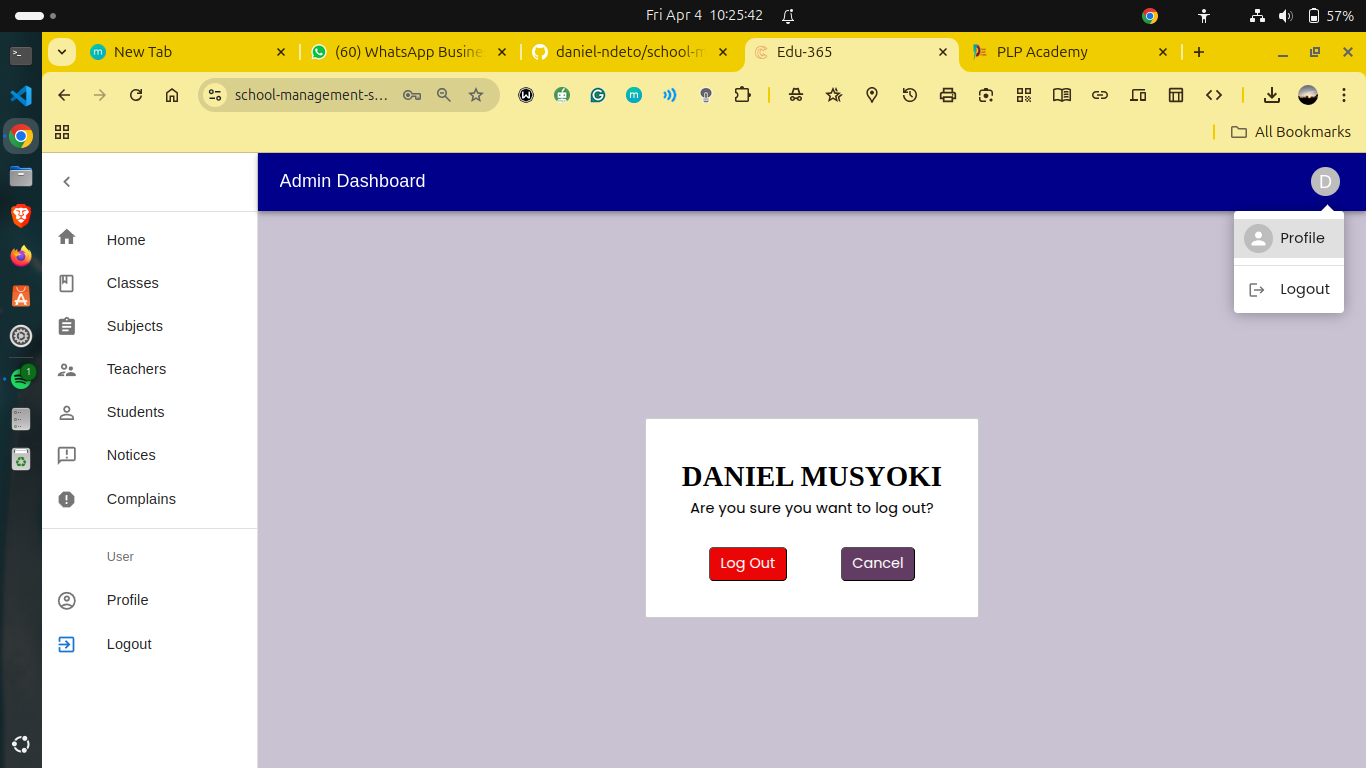 Fri Apr 4 10:25:42
57%
New Tab
(60) WhatsApp Busine
daniel-ndeto/school-m
Edu-365
PLP Academy
school-management-s...
All Bookmarks
Admin Dashboard
D
Profile
Logout
Home
Classes
Subjects
Teachers
Students
Notices
Complains
User
Profile
Logout
DANIEL MUSYOKI
Are you sure you want to log out?
Log Out
Cancel
1